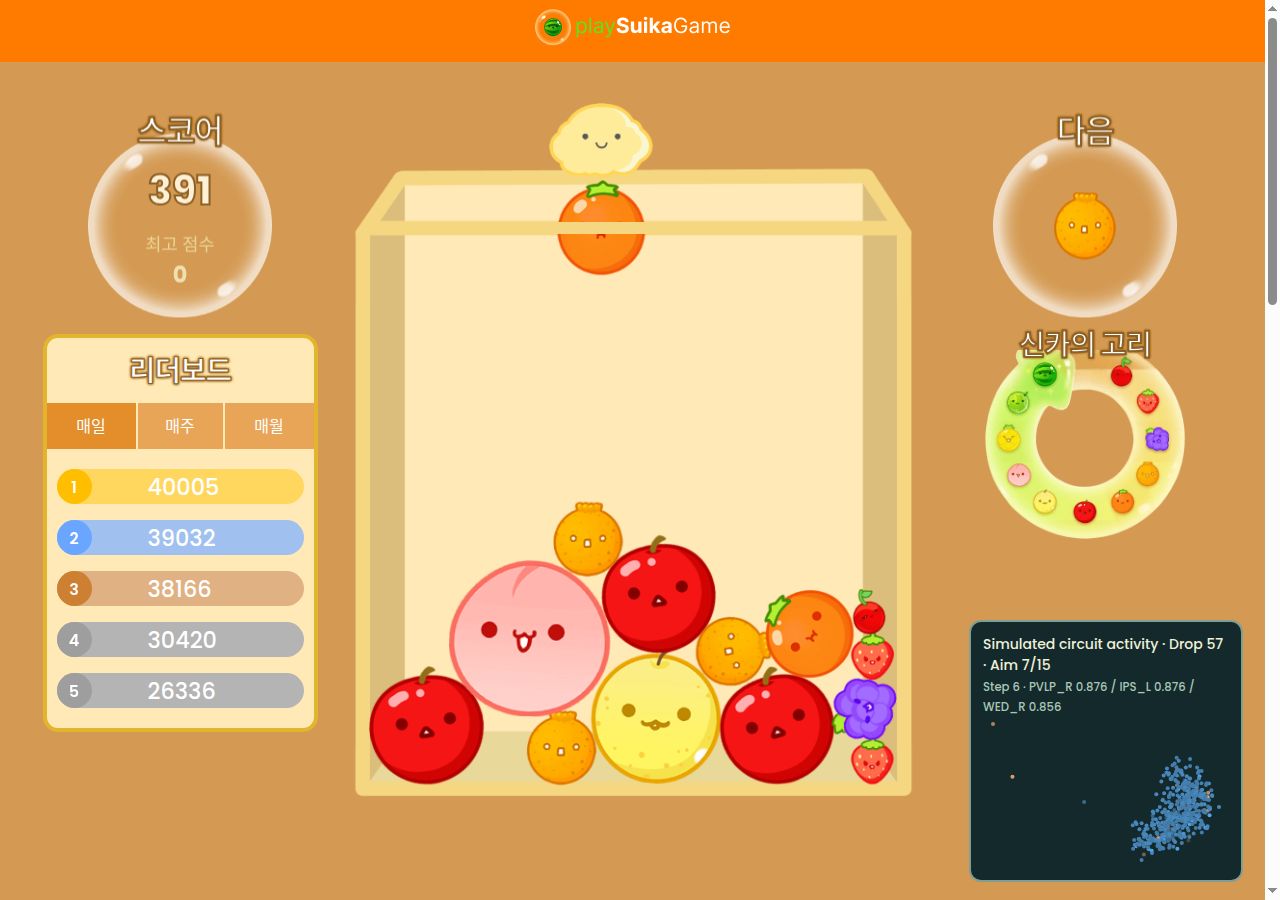 playSuikaGame
스코어
391
최고 점수
0
리더보드
매일 매주 매월
1 40005
2 39032
3 38166
4 30420
5 26336
다음
신카의 고리
Simulated circuit activity · Drop 57
· Aim 7/15
Step 6 · PVLP_R 0.876 / IPS_L 0.876 /
WED_R 0.856